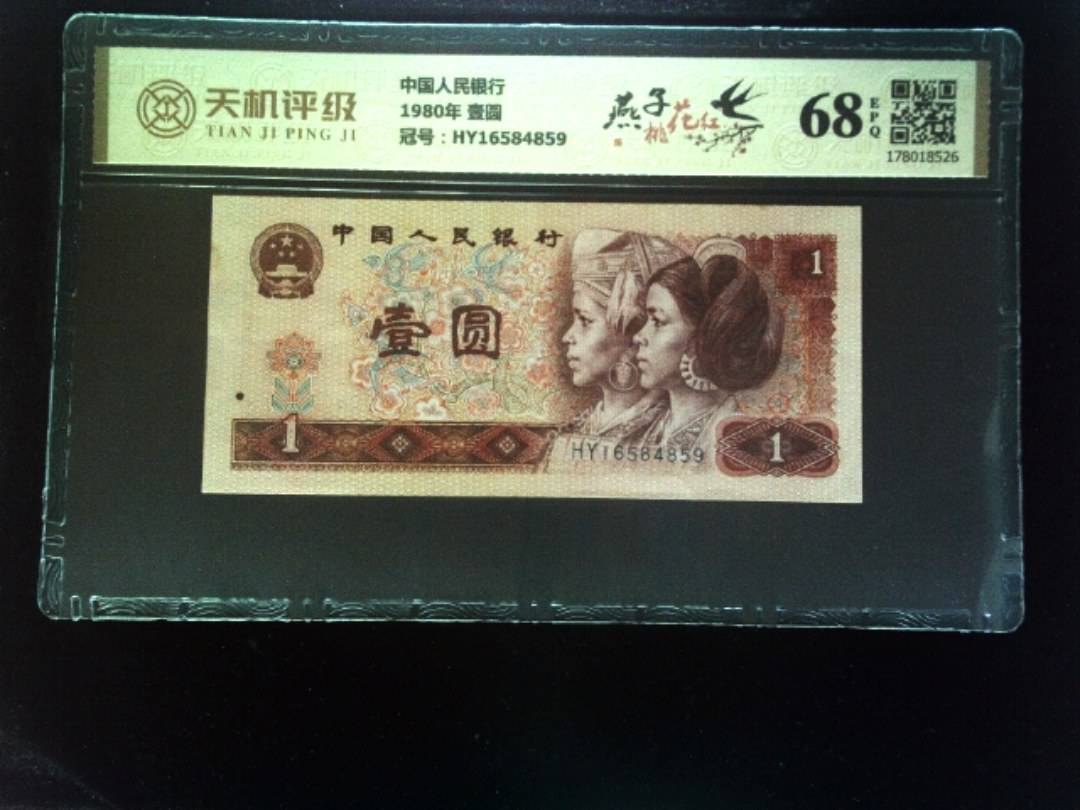 天机评级
TIAN JI PING JI
中国人民银行
1980年 壹圆
冠号：HY16584859
燕子
桃花红
68
EPQ
178018526
中国人民银行
1
壹圆
1
HY16584859
1